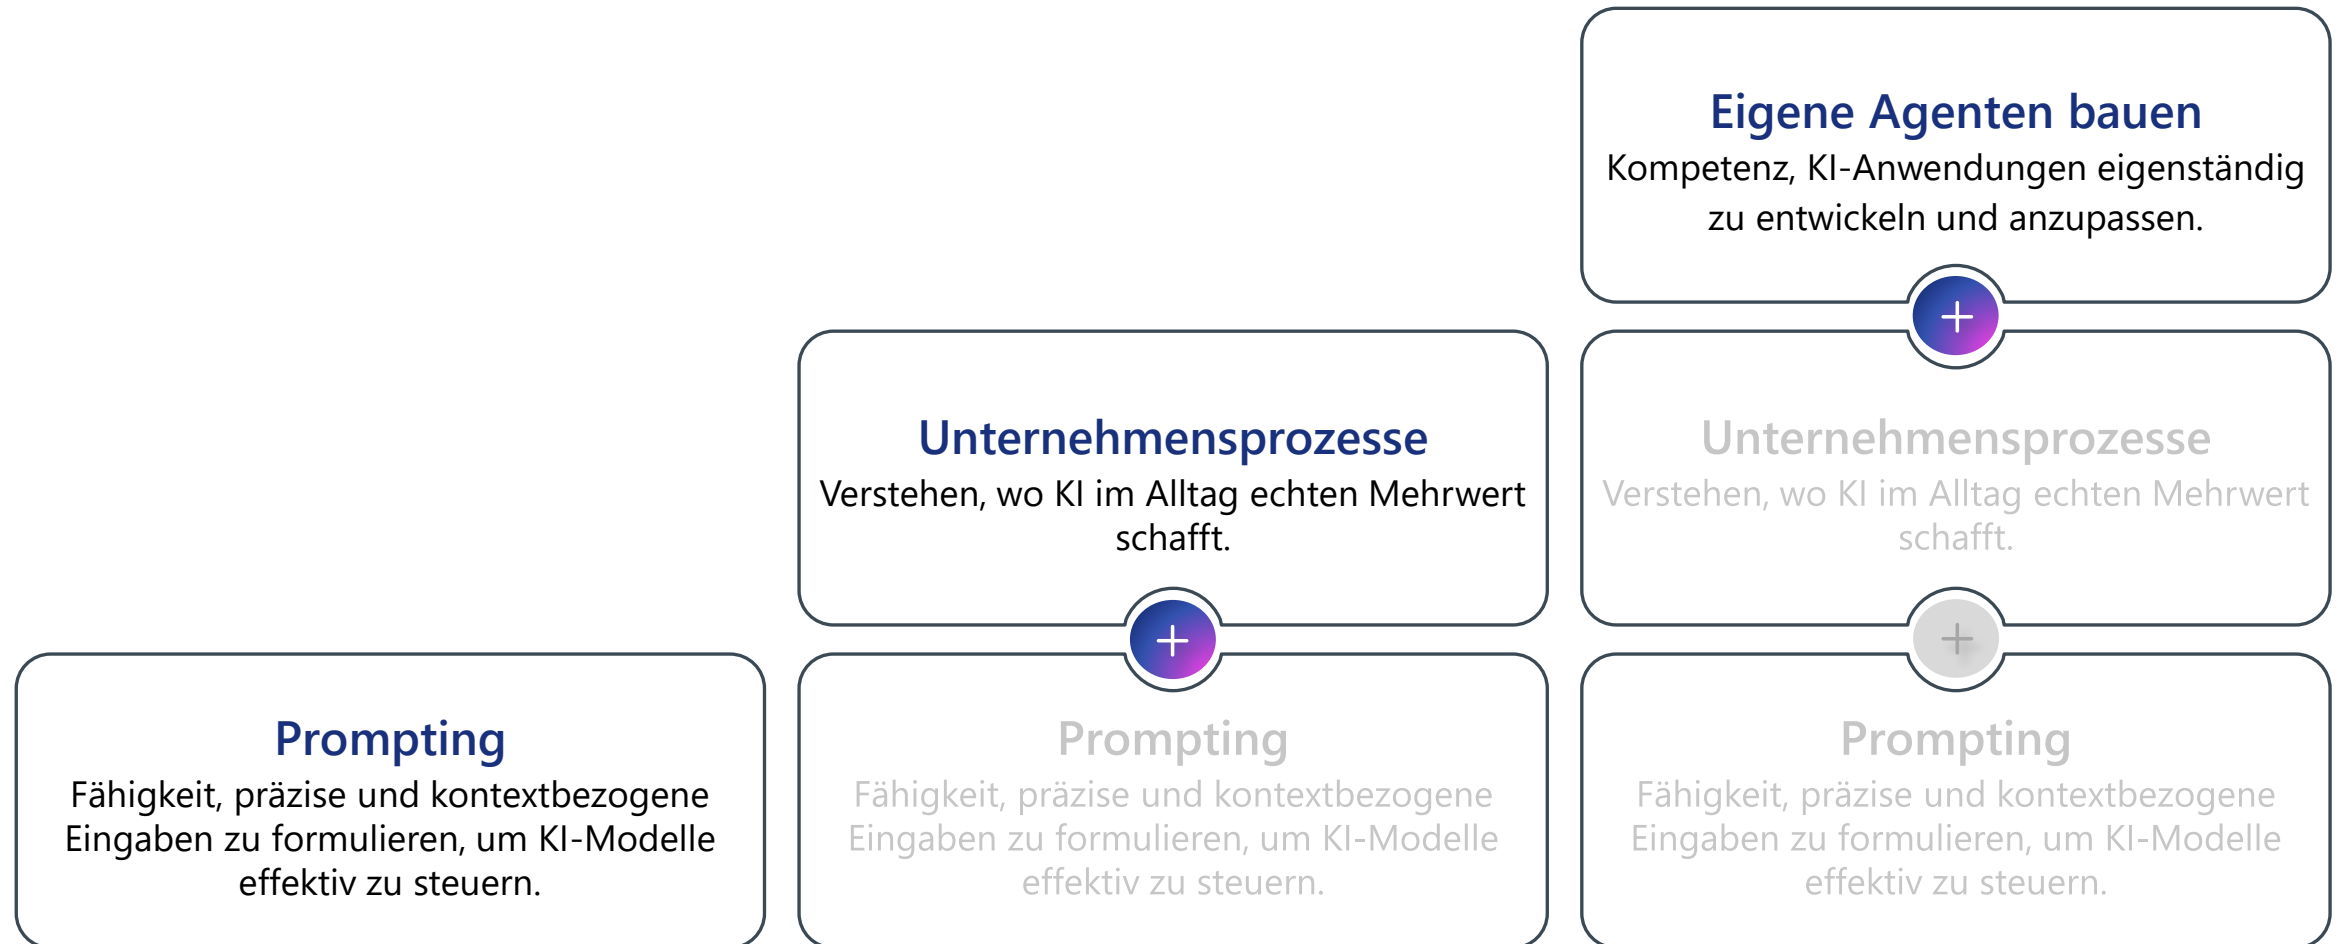 Eigene Agenten bauen
Kompetenz, KI-Anwendungen eigenständig
zu entwickeln und anzupassen.
+
Unternehmensprozesse
Verstehen, wo KI im Alltag echten Mehrwert
schafft.
Unternehmensprozesse
Verstehen, wo KI im Alltag echten Mehrwert
schafft.
+
+
Prompting
Fähigkeit, präzise und kontextbezogene
Eingaben zu formulieren, um KI-Modelle
effektiv zu steuern.
Prompting
Fähigkeit, präzise und kontextbezogene
Eingaben zu formulieren, um KI-Modelle
effektiv zu steuern.
Prompting
Fähigkeit, präzise und kontextbezogene
Eingaben zu formulieren, um KI-Modelle
effektiv zu steuern.